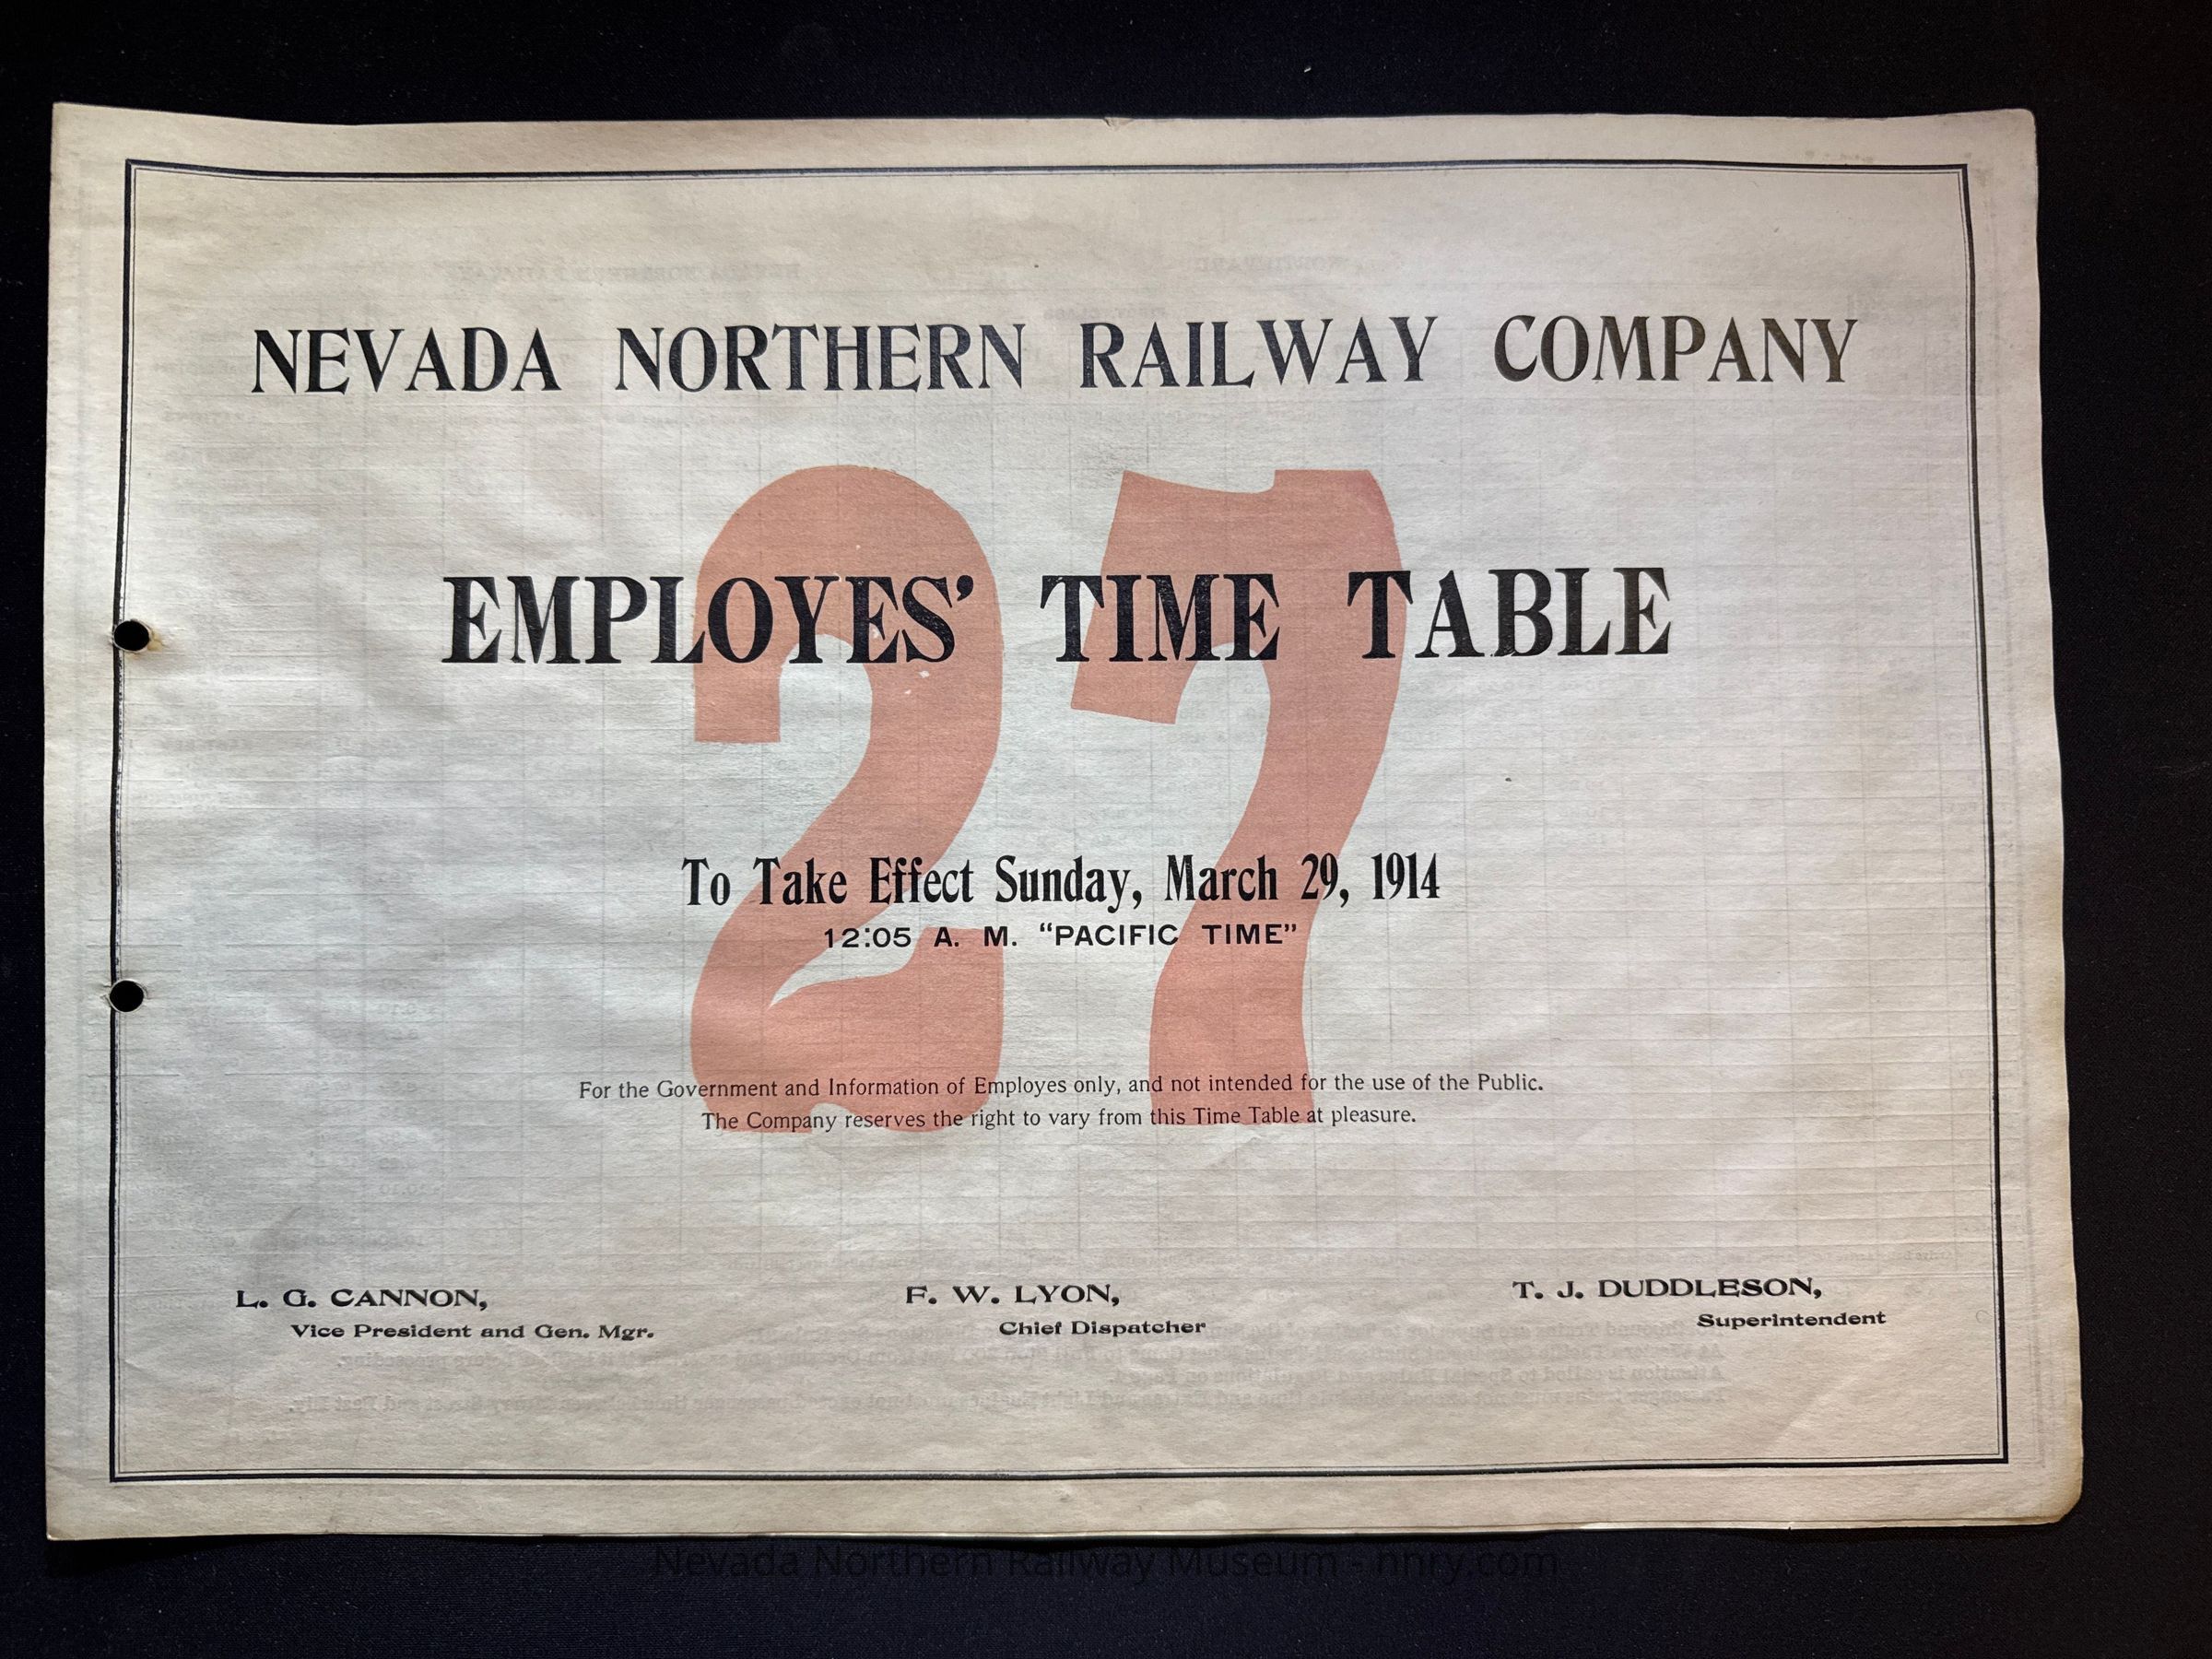 NEVADA NORTHERN RAILWAY COMPANY
27
EMPLOYES' TIME TABLE
To Take Effect Sunday, March 29, 1914
12:05 A. M. “PACIFIC TIME”
For the Government and Information of Employes only, and not intended for the use of the Public.
The Company reserves the right to vary from this Time Table at pleasure.
L. G. CANNON,
Vice President and Gen. Mgr.
F. W. LYON,
Chief Dispatcher
T. J. DUDDLESON,
Superintendent
Nevada Northern Railway Museum - nnry.com